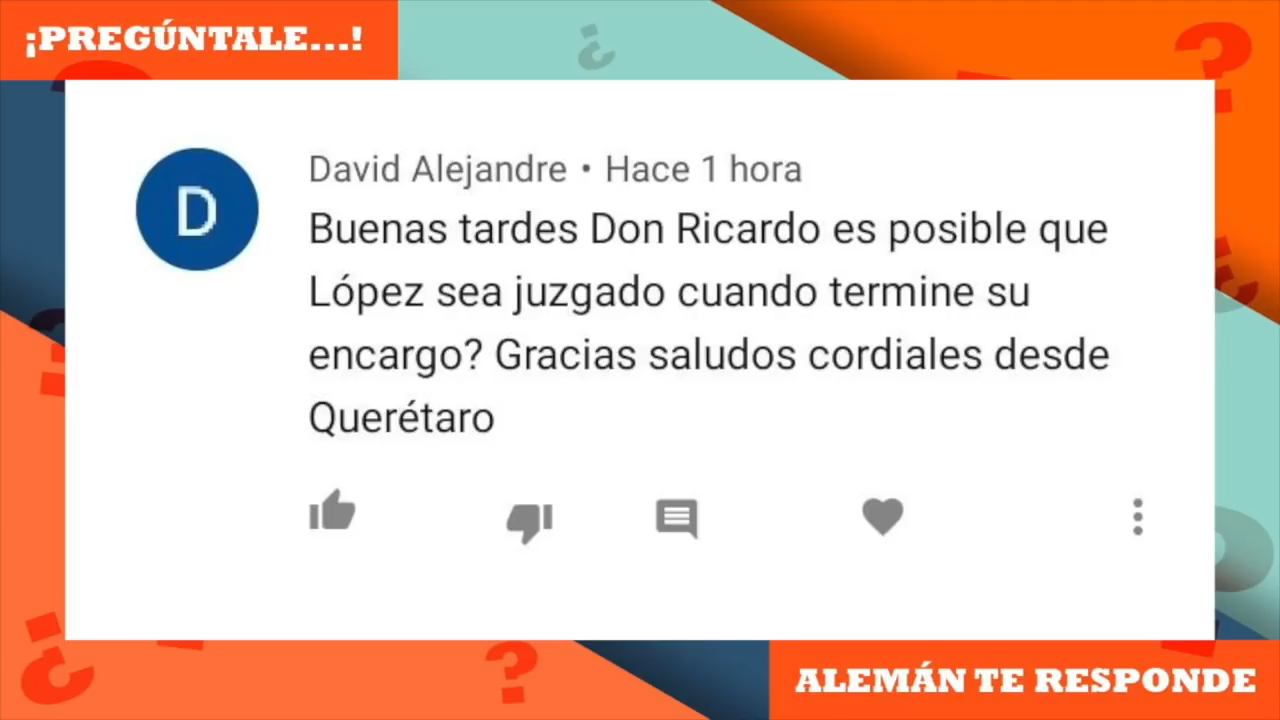 ¡PREGÚNTALE...!
David Alejandre • Hace 1 hora
Buenas tardes Don Ricardo es posible que
López sea juzgado cuando termine su
encargo? Gracias saludos cordiales desde
Querétaro
D
ALEMÁN TE RESPONDE